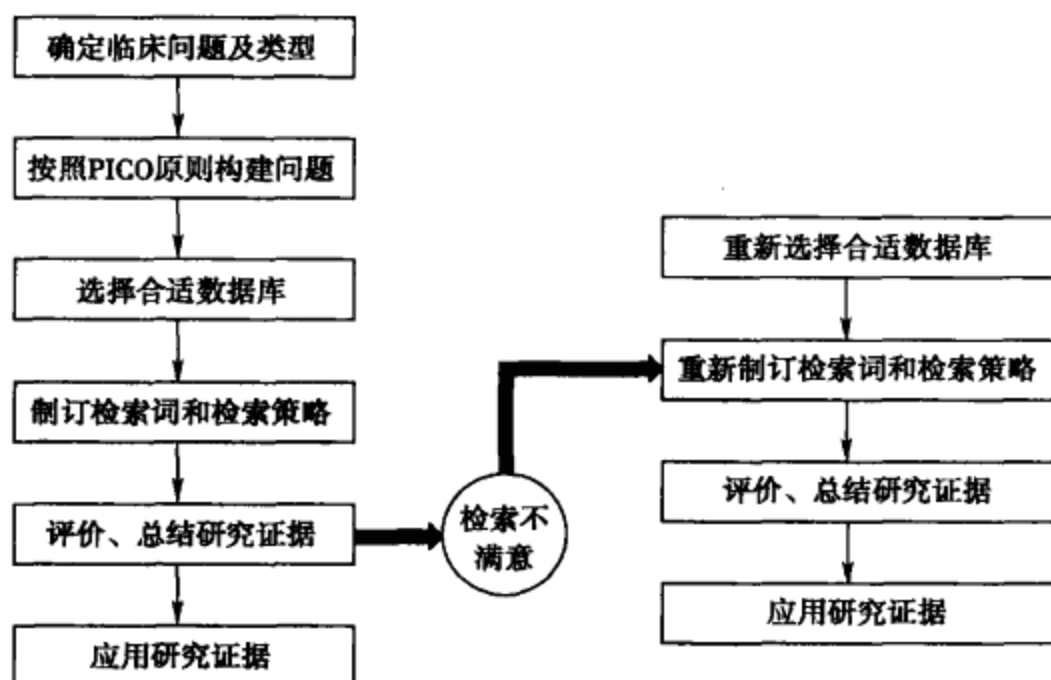 确定临床问题及类型
按照PICO原则构建问题
选择合适数据库
制订检索词和检索策略
评价、总结研究证据
应用研究证据
检索不
满意
重新选择合适数据库
重新制订检索词和检索策略
评价、总结研究证据
应用研究证据